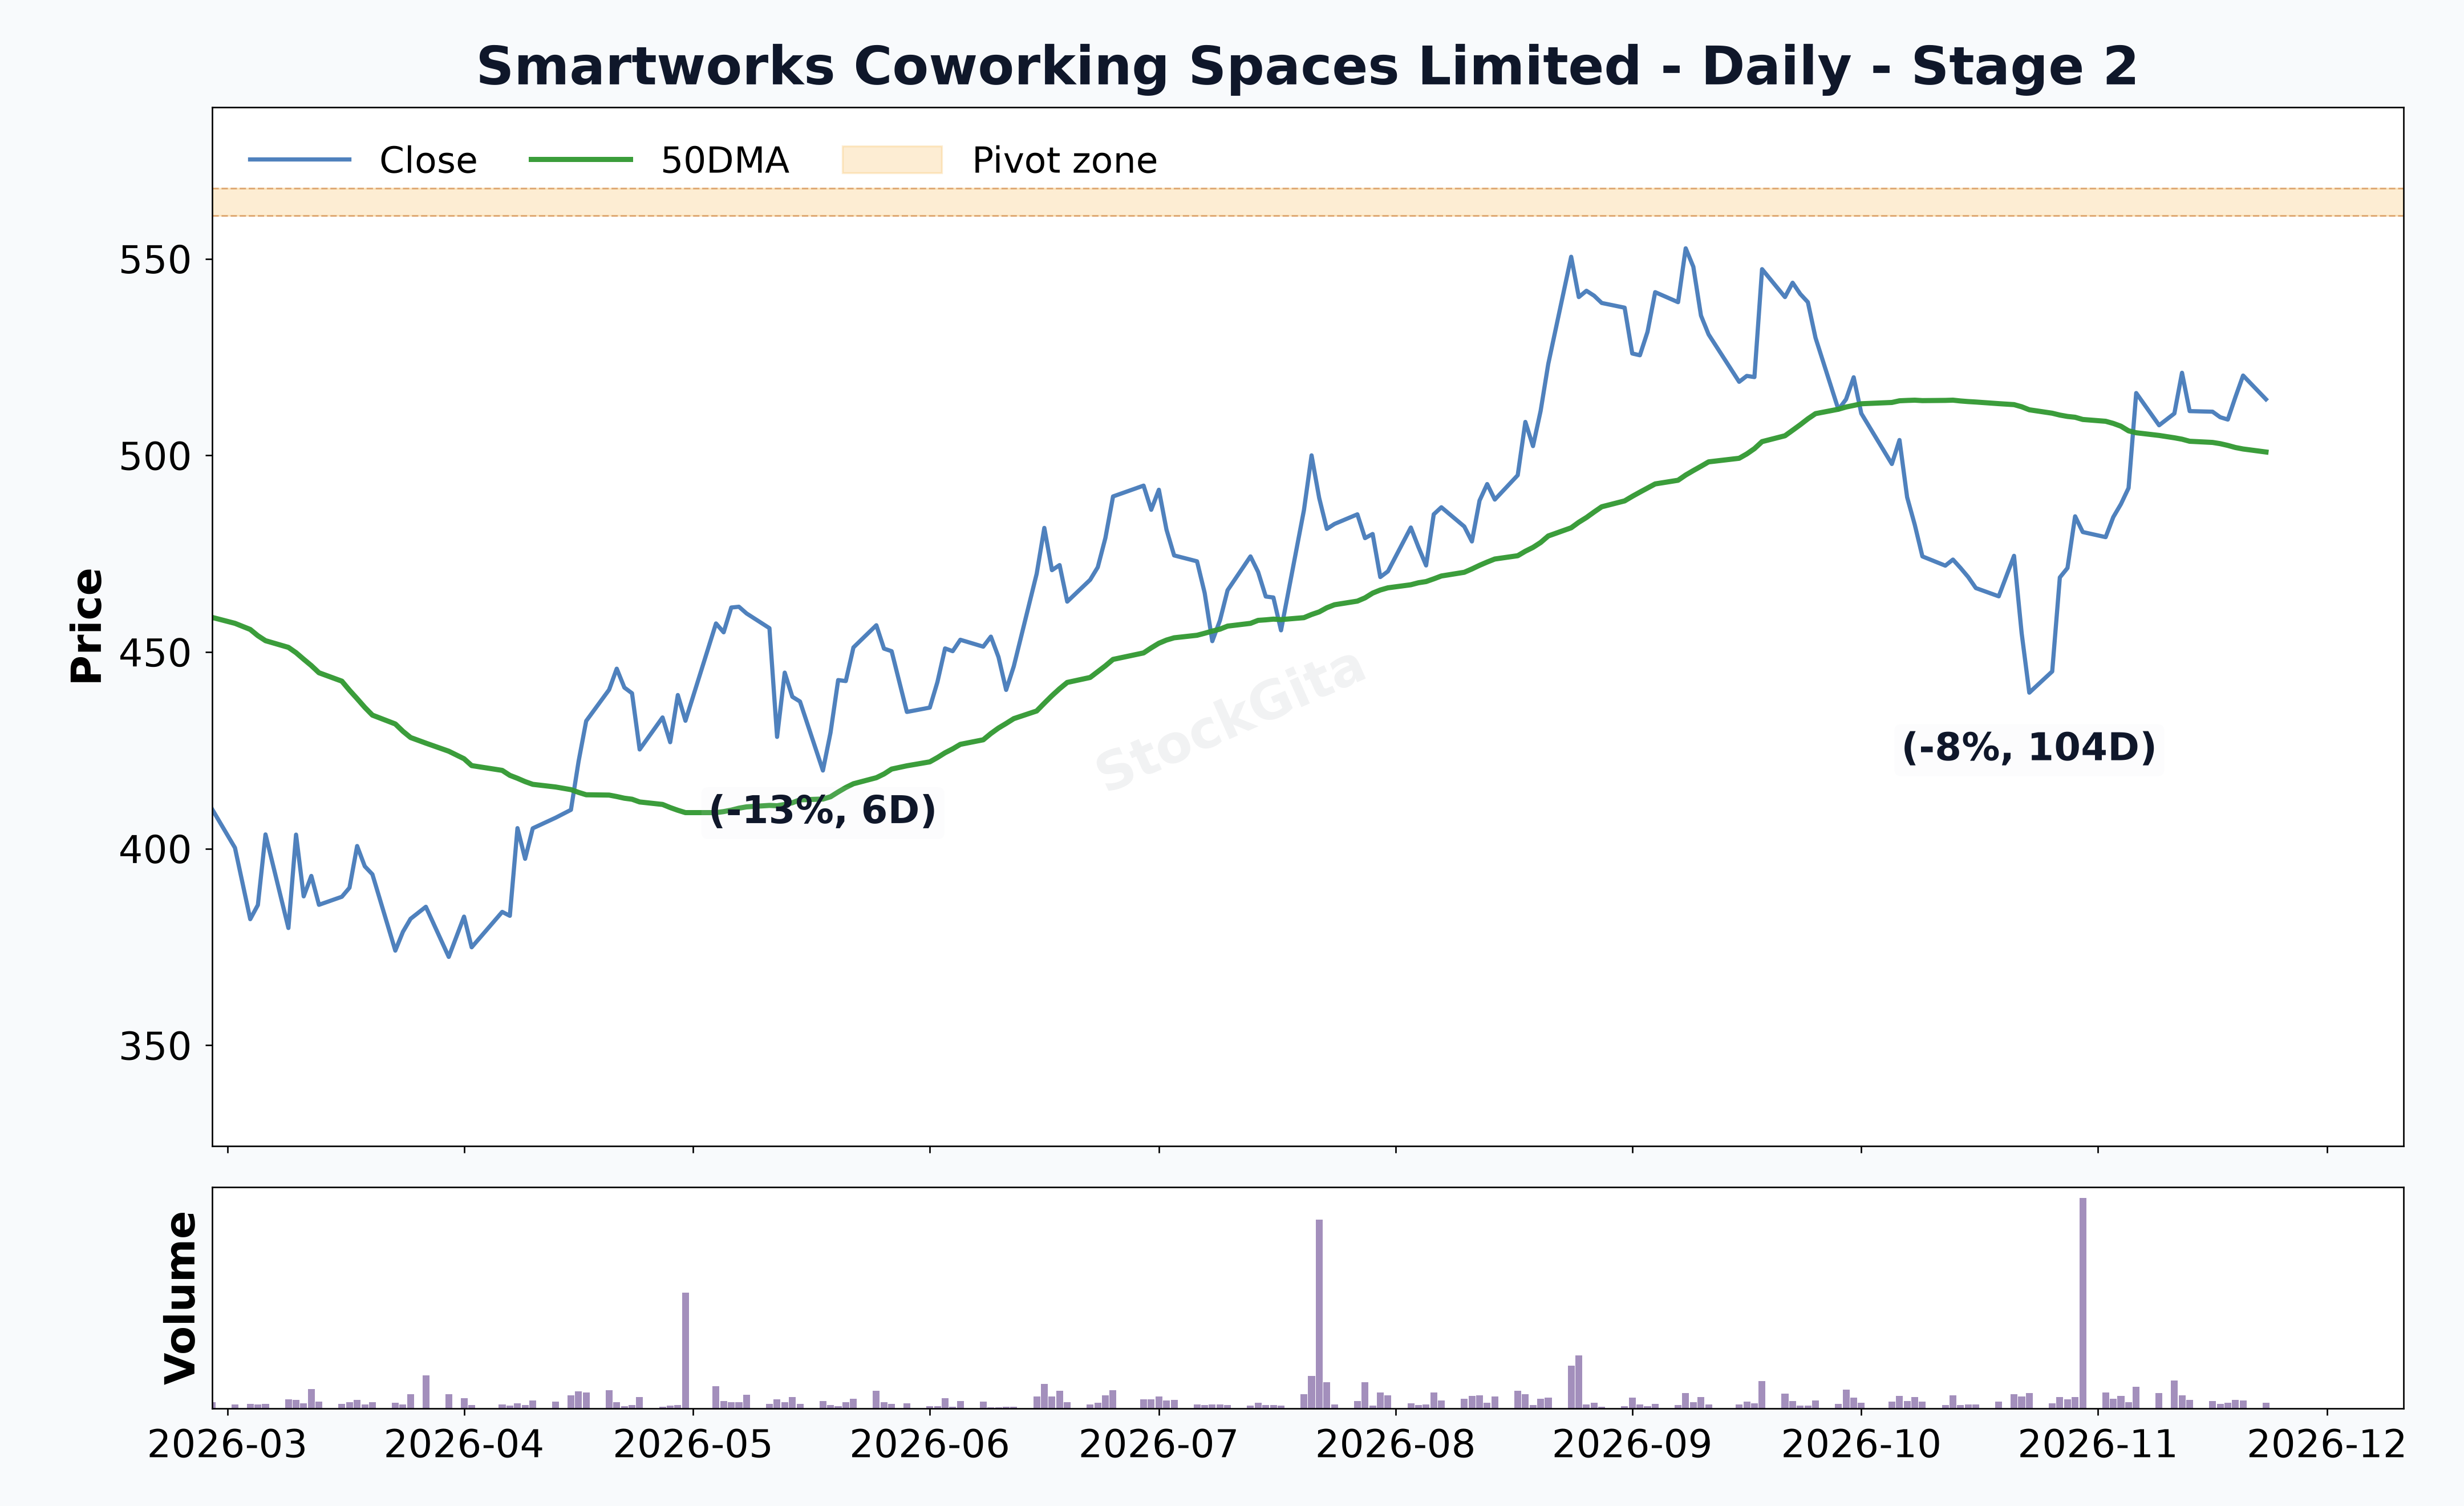 Smartworks Coworking Spaces Limited - Daily - Stage 2
Close
50DMA
Pivot zone
550
500
450
400
350
Price
StockGita
(-13%, 6D)
(-8%, 104D)
Volume
2026-03
2026-04
2026-05
2026-06
2026-07
2026-08
2026-09
2026-10
2026-11
2026-12